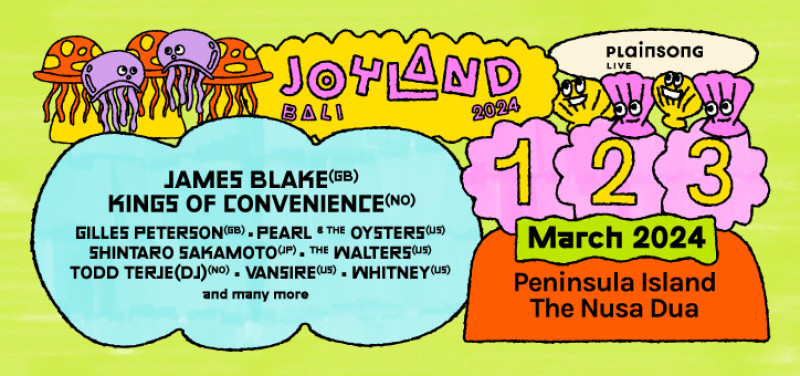 JOYLAND
BALI 2024
PLaINSONG
LIVE
JAMES BLAKE(GB)
KINGS OF CONVENIENCE(NO)
GILLES PETERSON(GB) • PEARL & THE OYSTERS(US)
SHINTARO SAKAMOTO(JP) • THE WALTERS(US)
TODD TERJE(DJ)(NO) • VANSIRE(US) • WHITNEY(US)
and many more
1 2 3
March 2024
Peninsula Island
The Nusa Dua